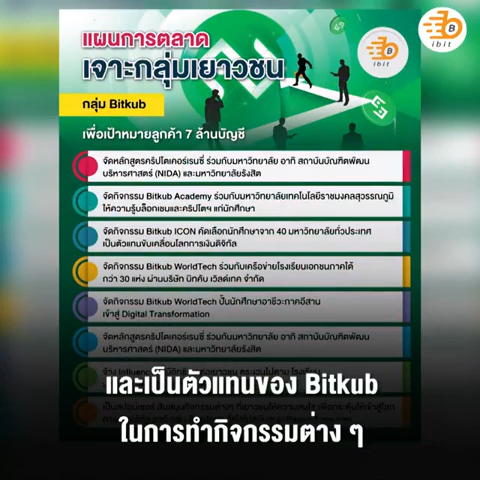 แผนการตลาด
เจาะกลุ่มเยาวชน
B
ibit
B
ibit
กลุ่ม Bitkub
เพื่อเป้าหมายลูกค้า 7 ล้านบัญชี
จัดหลักสูตรคริปโตเคอร์เรนซี่ ร่วมกับมหาวิทยาลัย อาทิ สถาบันบัณฑิตพัฒน
บริหารศาสตร์ (NIDA) และมหาวิทยาลัยรังสิต
จัดกิจกรรม Bitkub Academy ร่วมกับมหาวิทยาลัยเทคโนโลยีราชมงคลสุวรรณภูมิ
ให้ความรู้บล็อกเชนและคริปโตฯ แก่นักศึกษา
จัดกิจกรรม Bitkub ICON คัดเลือกนักศึกษาจาก 40 มหาวิทยาลัยทั่วประเทศ
เป็นตัวแทนขับเคลื่อนโลกการเงินดิจิทัล
จัดกิจกรรม Bitkub WorldTech ร่วมกับเครือข่ายโรงเรียนเอกชนภาคใต้
กว่า 30 แห่ง ผ่านบริษัท บิทคับ เวิลด์เทค จำกัด
จัดกิจกรรม Bitkub WorldTech ปั้นนักศึกษาอาชีวะภาคอีสาน
เข้าสู่ Digital Transformation
จัดหลักสูตรคริปโตเคอร์เรนซี่ ร่วมกับมหาวิทยาลัย อาทิ สถาบันบัณฑิตพัฒน
บริหารศาสตร์ (NIDA) และมหาวิทยาลัยรังสิต
จ้าง
และเป็นตัวแทนของ Bitkub
ในการทำกิจกรรมต่าง ๆ